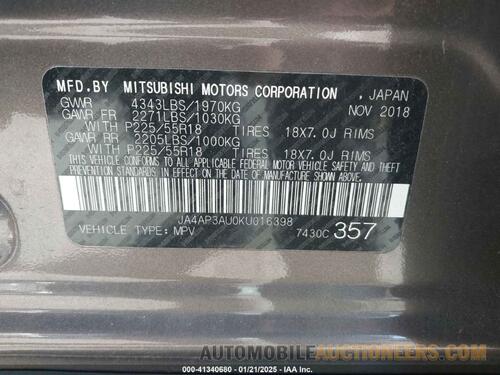 MFD.BY MITSUBISHI MOTORS CORPORATION , JAPAN
GVWR 4343LBS/1970KG NOV 2018
GAWR FR 2271LBS/1030KG
WITH P225/55R18 TIRES 18X7.0J RIMS
GAWR RR 2205LBS/1000KG
WITH P225/55R18 TIRES 18X7.0J RIMS
THIS VEHICLE CONFORMS TO ALL APPLICABLE FEDERAL MOTOR VEHICLE SAFETY AND
THEFT PREVENTION STANDARDS IN EFFECT ON THE DATE OF MANUFACTURE SHOWN ABOVE.
JA4AP3AU0KU016398
VEHICLE TYPE: MPV 7430C 357
dreamerscars.com
000-41340680 - 01/21/2025 - IAA Inc.